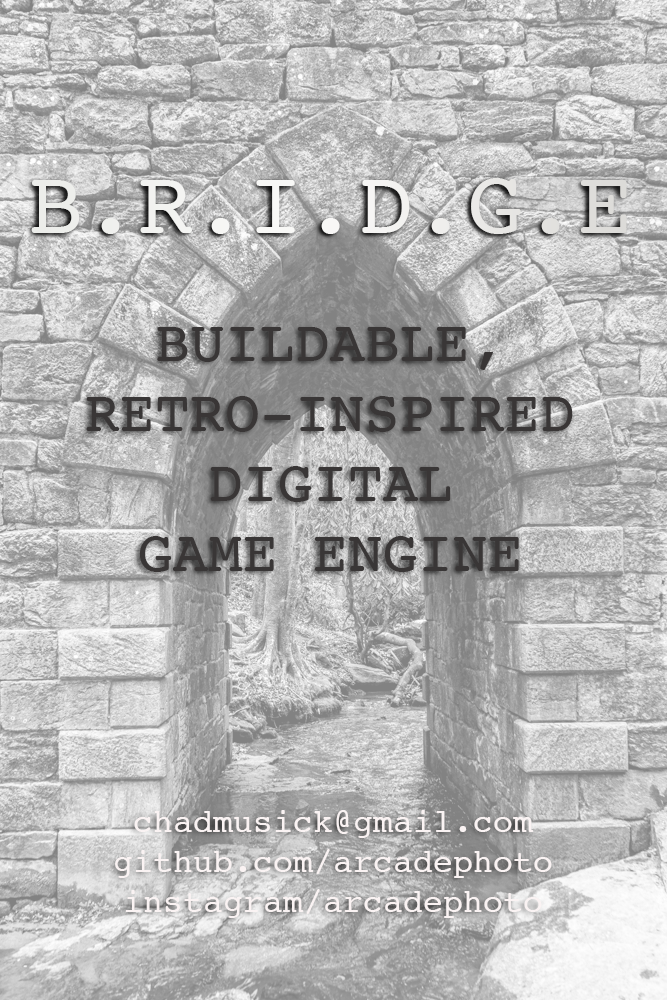 B.R.I.D.G.E
BUILDABLE,
RETRO-INSPIRED
DIGITAL
GAME ENGINE
chadmusick@gmail.com
github.com/arcadephoto
instagram/arcadephoto